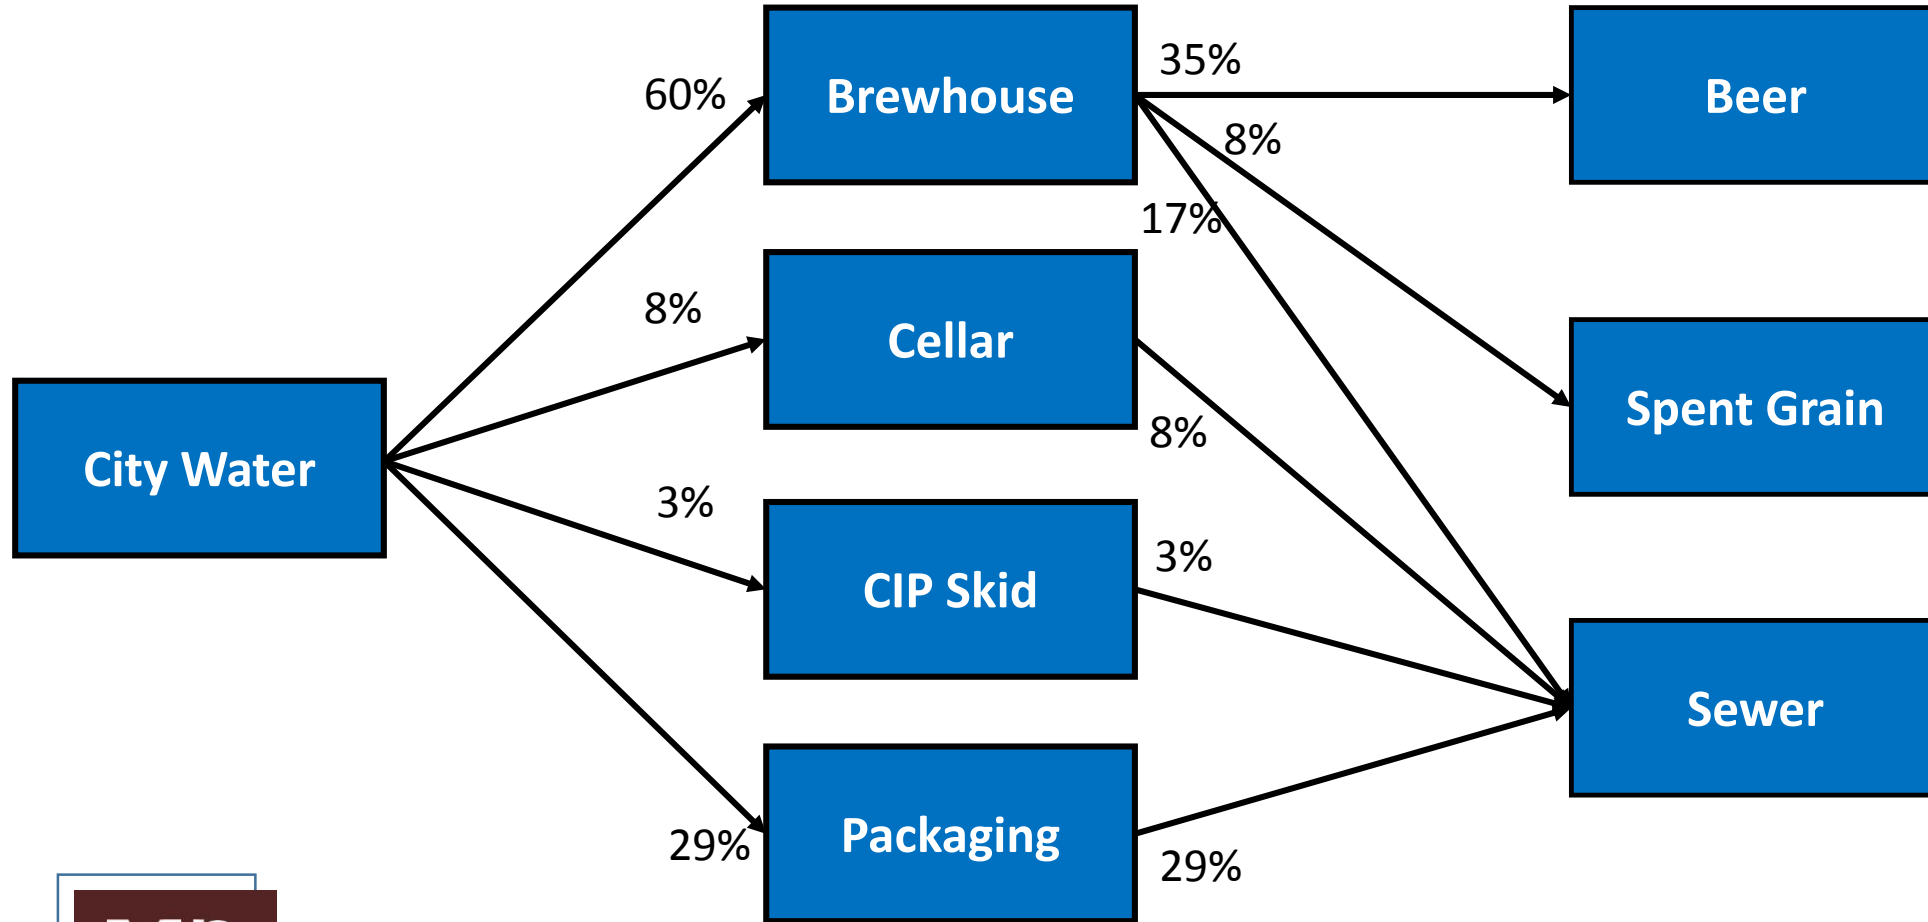 60%
Brewhouse
35%
Beer
8%
17%
8%
Cellar
8%
Spent Grain
City Water
3%
CIP Skid
3%
Sewer
29%
Packaging
29%